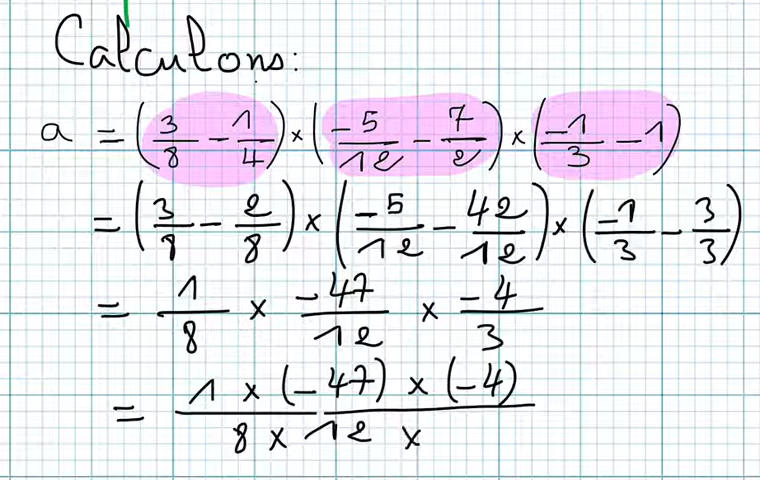 Calculons:
a = (3/8 - 1/4) × (-5/12 - 7/2) × (-1/3 - 1)
= (3/8 - 2/8) × (-5/12 - 42/12) × (-1/3 - 3/3)
= 1/8 × -47/12 × -4/3
= 1 × (-47) × (-4) / 8 × 12 ×